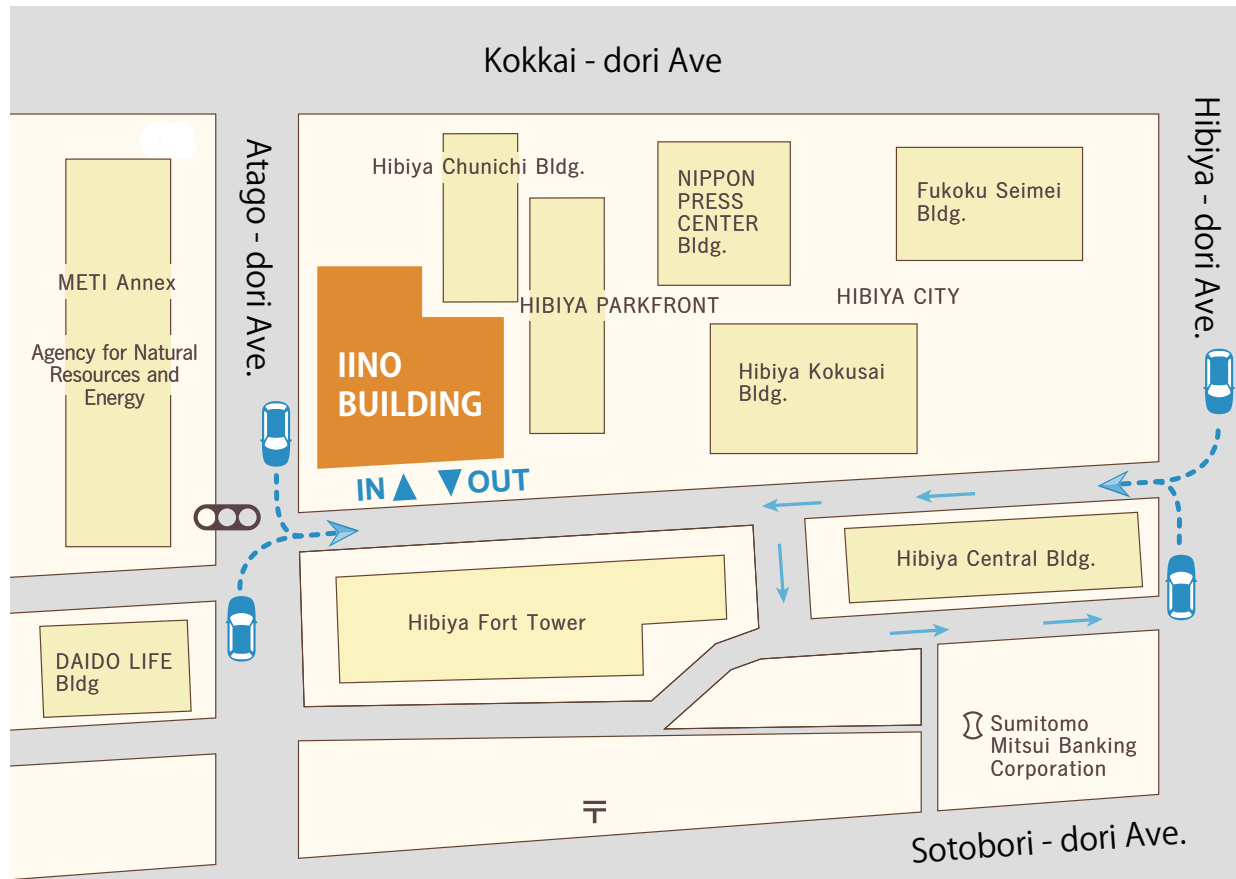 Kokkai - dori Ave
Atago - dori Ave.
Hibiya - dori Ave.
Hibiya Chunichi Bldg.
NIPPON
PRESS
CENTER
Bldg.
Fukoku Seimei
Bldg.
METI Annex
HIBIYA PARKFRONT
HIBIYA CITY
Agency for Natural
Resources and
Energy
IINO
BUILDING
Hibiya Kokusai
Bldg.
IN
OUT
Hibiya Central Bldg.
Hibiya Fort Tower
DAIDO LIFE
Bldg
Sumitomo
Mitsui Banking
Corporation
〒
Sotobori - dori Ave.